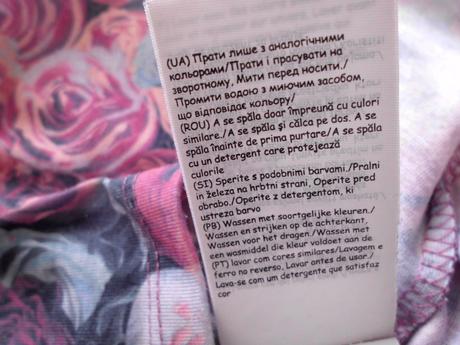 (UA) Прати лише з аналогічними
кольорами/Прати і прасувати на
зворотному, Мити перед носити./
Промити водою з миючим засобом,
що відповідає кольору/
(ROU) A se spăla doar împreună cu culori
similare./A se spăla şi călca pe dos. A se
spăla înainte de prima purtare/A se spăla
cu un detergent care protejează
culorile
(SI) Sperite s podobnimi barvami./Pralni
in železa na hrbtni strani, Operite pred
obrabo./Operite z detergentom, ki
ustreza barvo
(PB) Wassen met soortgelijke kleuren./
Wassen en strijken op de achterkant,
Wassen voor het dragen./Wassen met
een wasmiddel die kleur voldoet aan de
(PT) lavar com cores similares/Lavagem e
ferro no reverso, Lavar antes de usar./
Lava-se com um detergente que satisfaz
cor